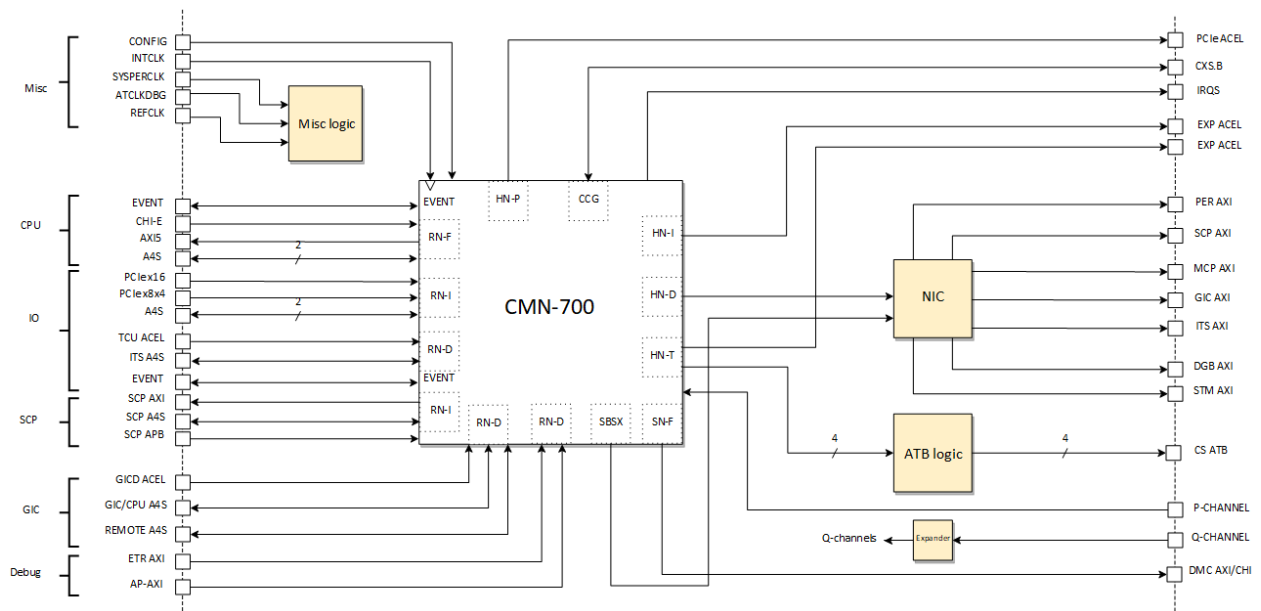 Misc
CONFIG
INTCLK
SYSPERCLK
ATCLKDBG
REFCLK
Misc logic
CPU
EVENT
CHI-E
AXI5
A4S
2
IO
PCIex16
PCIex8x4
A4S
2
TCU ACEL
ITS A4S
EVENT
SCP
SCP AXI
SCP A4S
SCP APB
GIC
GICD ACEL
GIC/CPU A4S
REMOTE A4S
Debug
ETR AXI
AP-AXI
EVENT
RN-F
RN-I
RN-D
EVENT
RN-I
HN-P
CCG
CMN-700
HN-I
HN-D
HN-T
RN-D
RN-D
SBSX
SN-F
NIC
4
ATB logic
4
Q-channels
Expander
PCIe ACEL
CXS.B
IRQS
EXP ACEL
EXP ACEL
PER AXI
SCP AXI
MCP AXI
GIC AXI
ITS AXI
DGB AXI
STM AXI
CS ATB
P-CHANNEL
Q-CHANNEL
DMC AXI/CHI